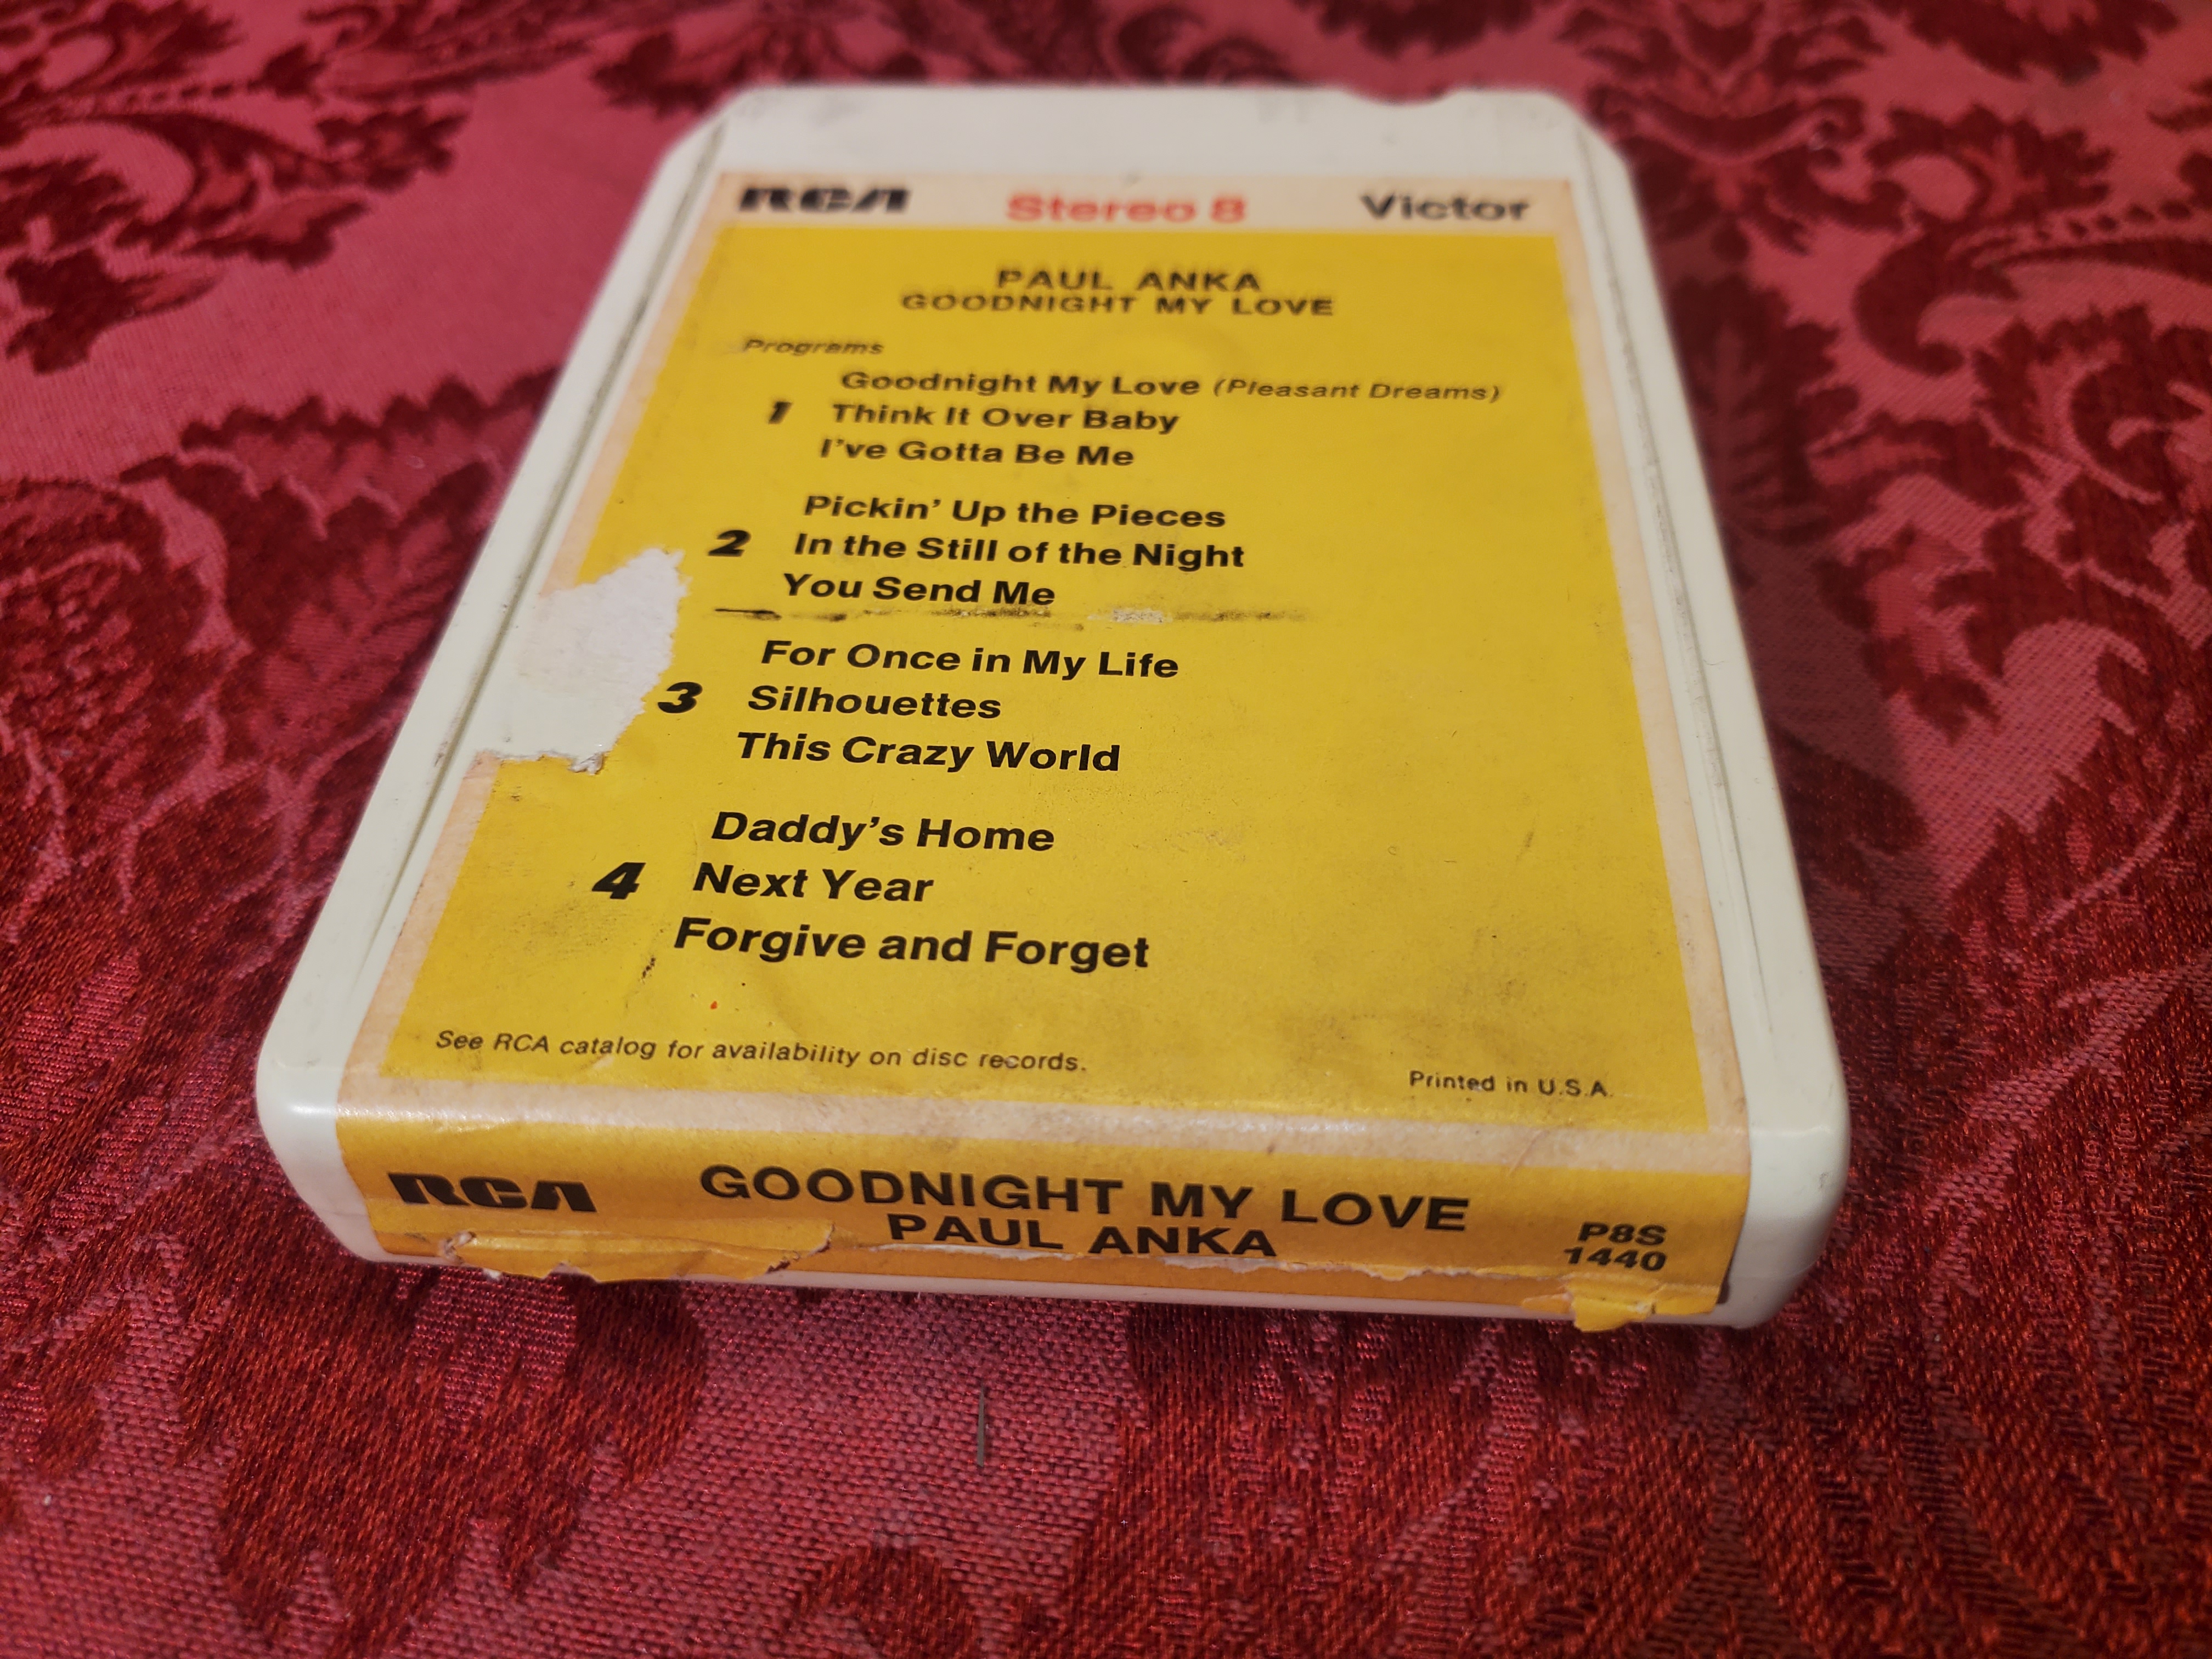 RCA Stereo 8 Victor
PAUL ANKA
GOODNIGHT MY LOVE
Programs
Goodnight My Love (Pleasant Dreams)
1 Think It Over Baby
I've Gotta Be Me
Pickin' Up the Pieces
2 In the Still of the Night
You Send Me
For Once in My Life
3 Silhouettes
This Crazy World
Daddy's Home
4 Next Year
Forgive and Forget
See RCA catalog for availability on disc records.
Printed in U.S.A.
RCA GOODNIGHT MY LOVE
PAUL ANKA
P8S
1440